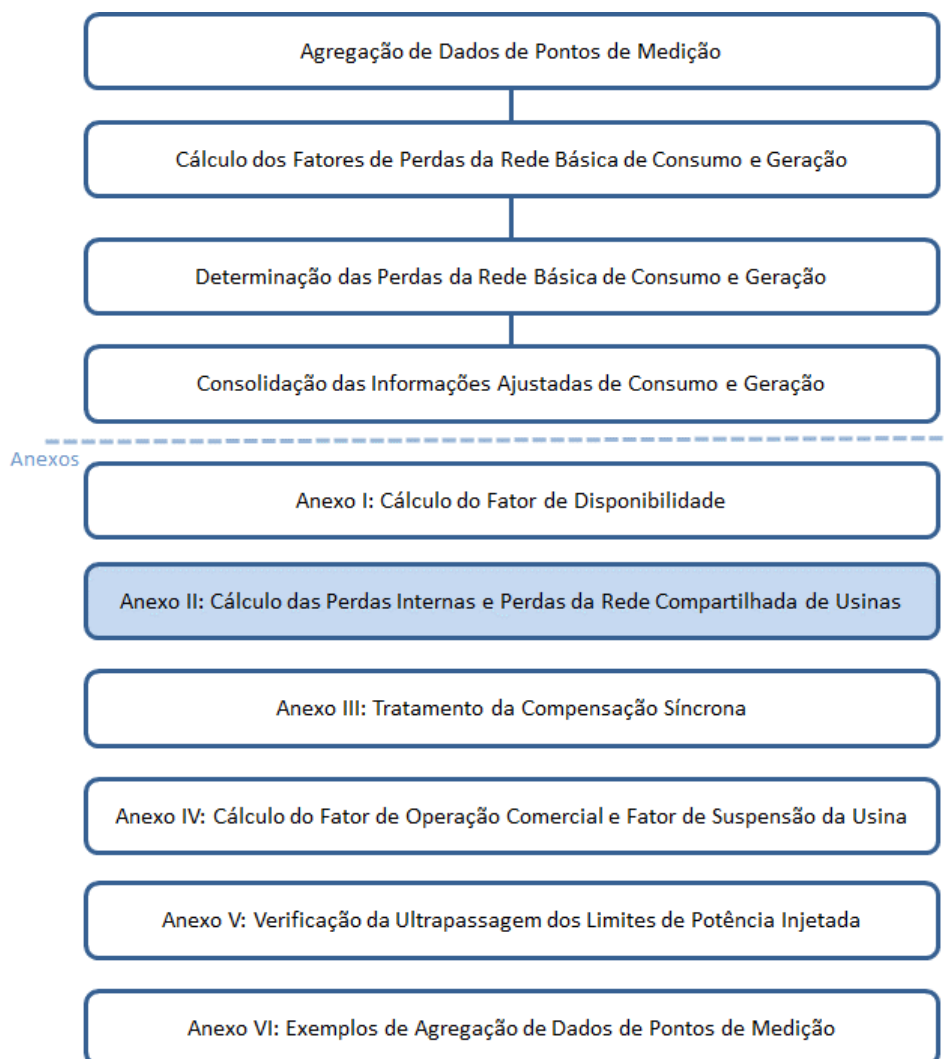 Agregação de Dados de Pontos de Medição
Cálculo dos Fatores de Perdas da Rede Básica de Consumo e Geração
Determinação das Perdas da Rede Básica de Consumo e Geração
Consolidação das Informações Ajustadas de Consumo e Geração
Anexos
Anexo I: Cálculo do Fator de Disponibilidade
Anexo II: Cálculo das Perdas Internas e Perdas da Rede Compartilhada de Usinas
Anexo III: Tratamento da Compensação Síncrona
Anexo IV: Cálculo do Fator de Operação Comercial e Fator de Suspensão da Usina
Anexo V: Verificação da Ultrapassagem dos Limites de Potência Injetada
Anexo VI: Exemplos de Agregação de Dados de Pontos de Medição